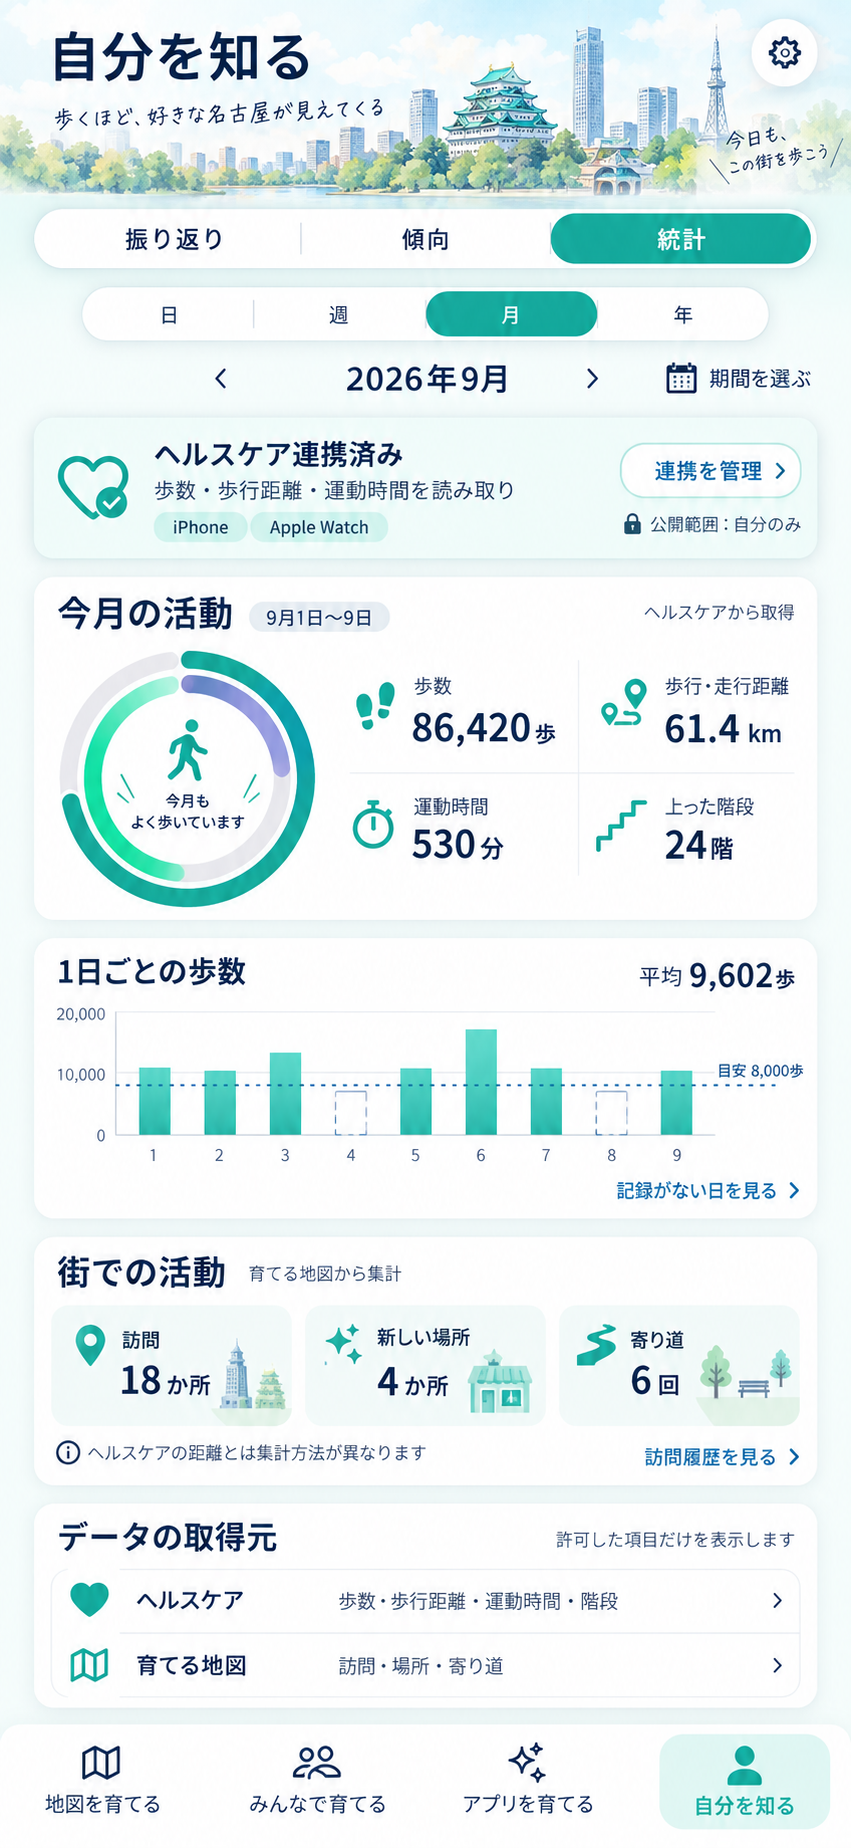 自分を知る
歩くほど、好きな名古屋が見えてくる
今日も、
この街を歩こう
振り返り 傾向 統計
日 週 月 年
2026年9月 期間を選ぶ
ヘルスケア連携済み
歩数・歩行距離・運動時間を読み取り
iPhone Apple Watch
連携を管理
公開範囲：自分のみ
今月の活動 9月1日〜9日 ヘルスケアから取得
今月も
よく歩いています
歩数
86,420歩
歩行・走行距離
61.4 km
運動時間
530分
上った階段
24階
1日ごとの歩数 平均 9,602歩
20,000
10,000
0
目安 8,000歩
1 2 3 4 5 6 7 8 9
記録がない日を見る
街での活動 育てる地図から集計
訪問
18か所
新しい場所
4か所
寄り道
6回
ヘルスケアの距離とは集計方法が異なります
訪問履歴を見る
データの取得元 許可した項目だけを表示します
ヘルスケア 歩数・歩行距離・運動時間・階段
育てる地図 訪問・場所・寄り道
地図を育てる みんなで育てる アプリを育てる 自分を知る